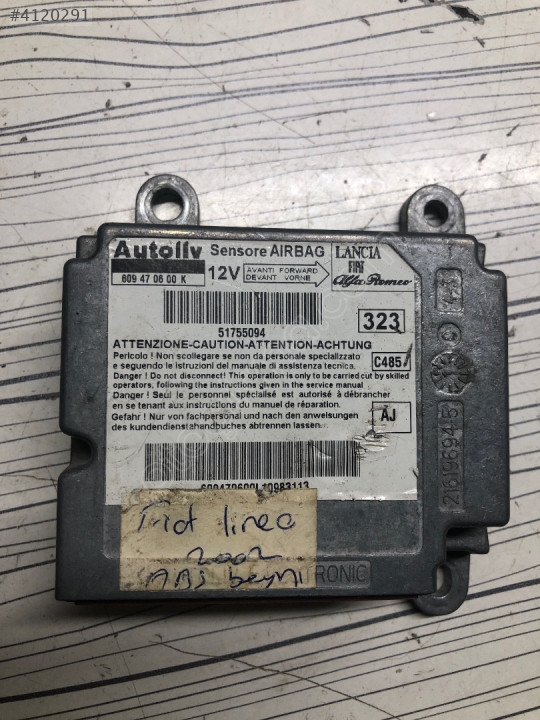 #4120291
Autoliv Sensore AIRBAG LANCIA
FIAT
Alfa Romeo
609 47 06 00 K 12V AVANTI FORWARD
DEVANT VORNE
51755094
323
ATTENZIONE-CAUTION-ATTENTION-ACHTUNG
Pericolo ! Non scollegare se non da personale specializzato
e seguendo le istruzioni del manuale di assistenza tecnica.
C485
Danger ! Do not disconnect! This operation is only to be carried cut by skilled
operators, following the instructions given in the service manual.
Danger ! Seul le personnel spécialisé est autorisé à débrancher
en se tenant aux instructions du manuel de réparation.
AJ
Gefahr ! Nur von fachpersonal und nach den anweisungen
des kundendienstahandbuches abtrennen lassen.
21619694151
609470600L10983113
linea
2002
ABS beyni
TRONIC